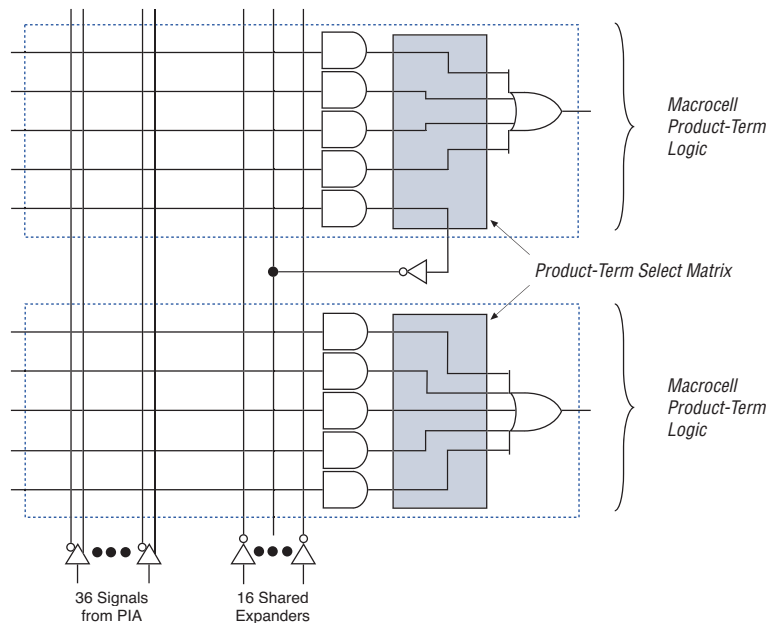 Macrocell
Product-Term
Logic
Product-Term Select Matrix
Macrocell
Product-Term
Logic
36 Signals
from PIA
16 Shared
Expanders